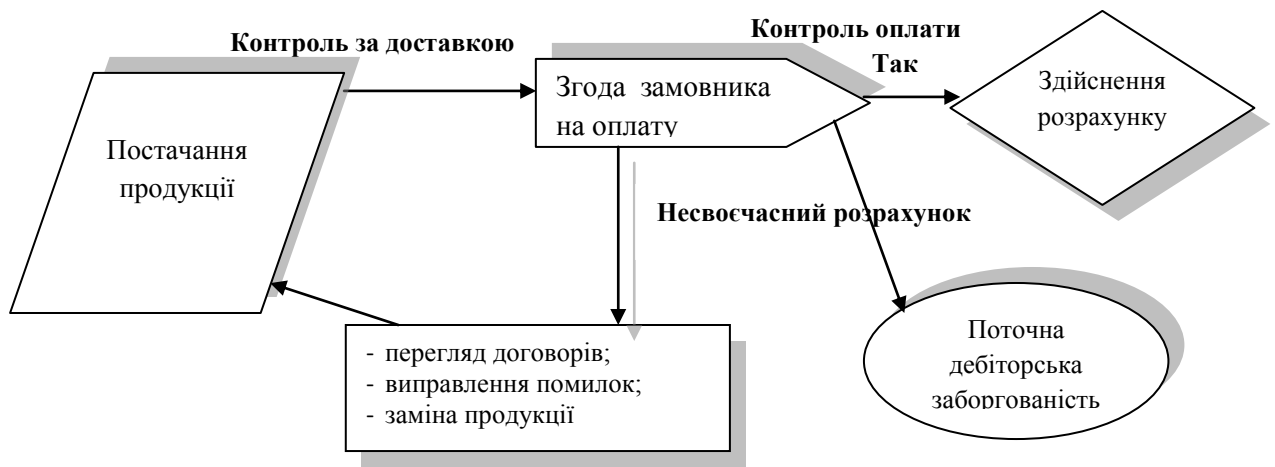 Контроль за доставкою
Контроль оплати
Так
Постачання
продукції
Згода замовника
на оплату
Здійснення
розрахунку
Несвоєчасний розрахунок
- перегляд договорів;
- виправлення помилок;
- заміна продукції
Поточна
дебіторська
заборгованість